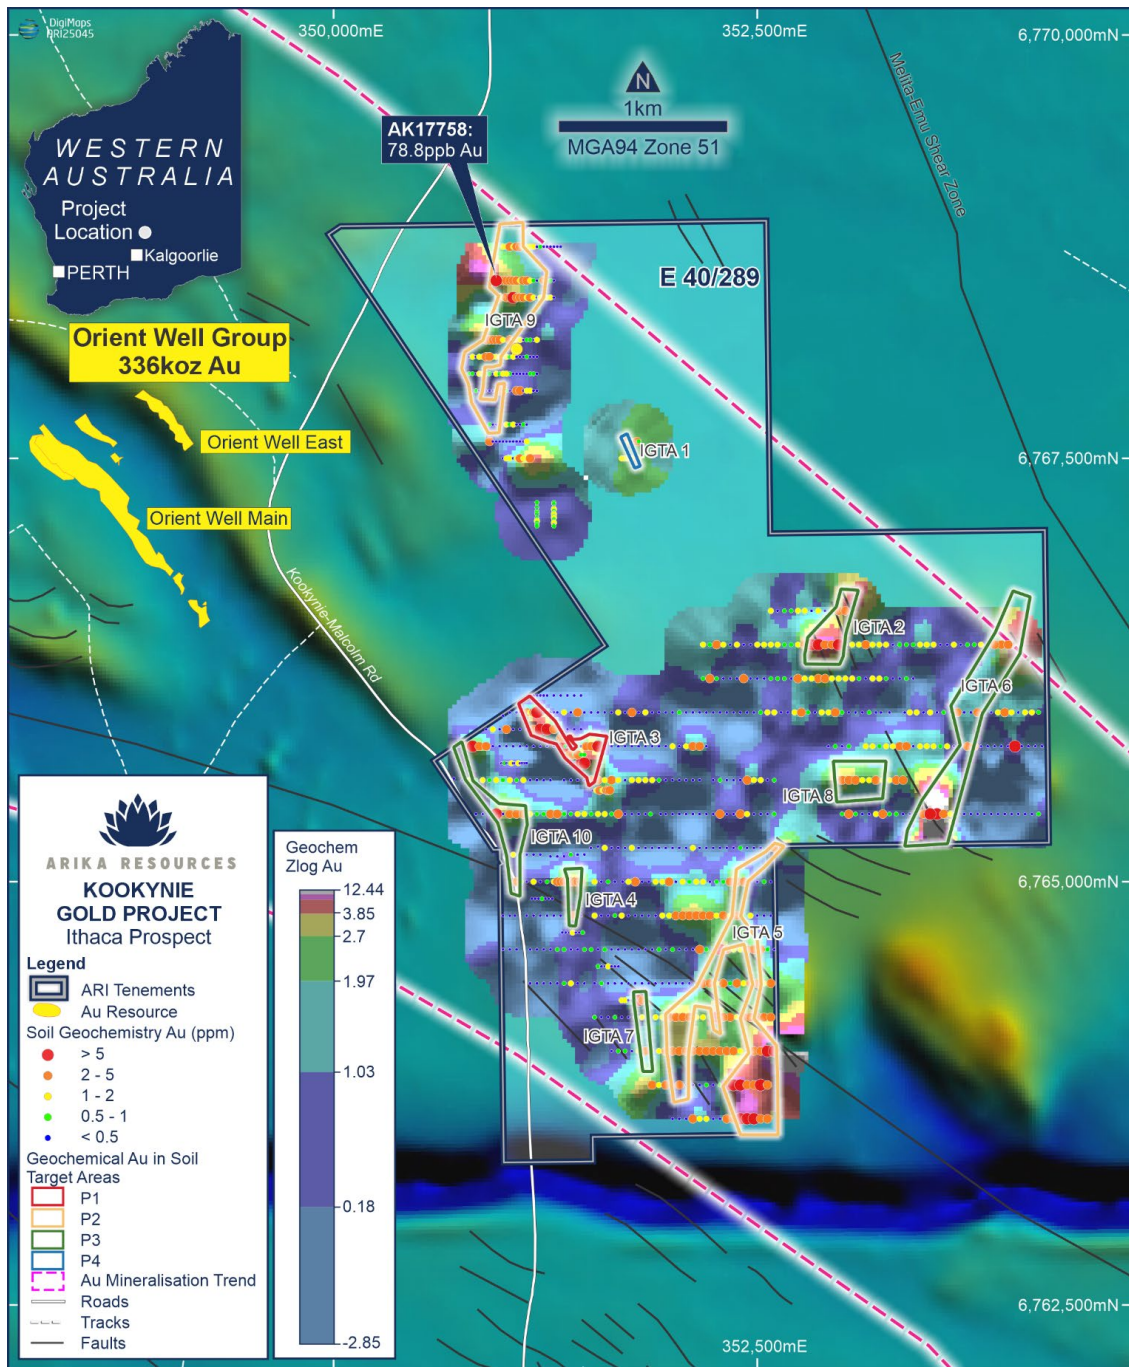 DigiMaps
ARI25045
350,000mE
352,500mE
6,770,000mN
N
1km
MGA94 Zone 51
AK17758:
78.8ppb Au
Melita-Emu Shear Zone
WESTERN
AUSTRALIA
Project
Location
Kalgoorlie
PERTH
E 40/289
Orient Well Group
336koz Au
IGTA 9
Orient Well East
IGTA 1
6,767,500mN
Orient Well Main
Kookynie-Malcolm Rd
IGTA 2
IGTA 6
IGTA 3
IGTA 8
IGTA 10
IGTA 4
6,765,000mN
IGTA 5
IGTA 7
ARIKA RESOURCES
KOOKYNIE
GOLD PROJECT
Ithaca Prospect
Legend
ARI Tenements
Au Resource
Soil Geochemistry Au (ppm)
> 5
2 - 5
1 - 2
0.5 - 1
< 0.5
Geochemical Au in Soil
Target Areas
P1
P2
P3
P4
Au Mineralisation Trend
Roads
Tracks
Faults
Geochem
Zlog Au
12.44
3.85
2.7
1.97
1.03
0.18
-2.85
6,762,500mN
352,500mE